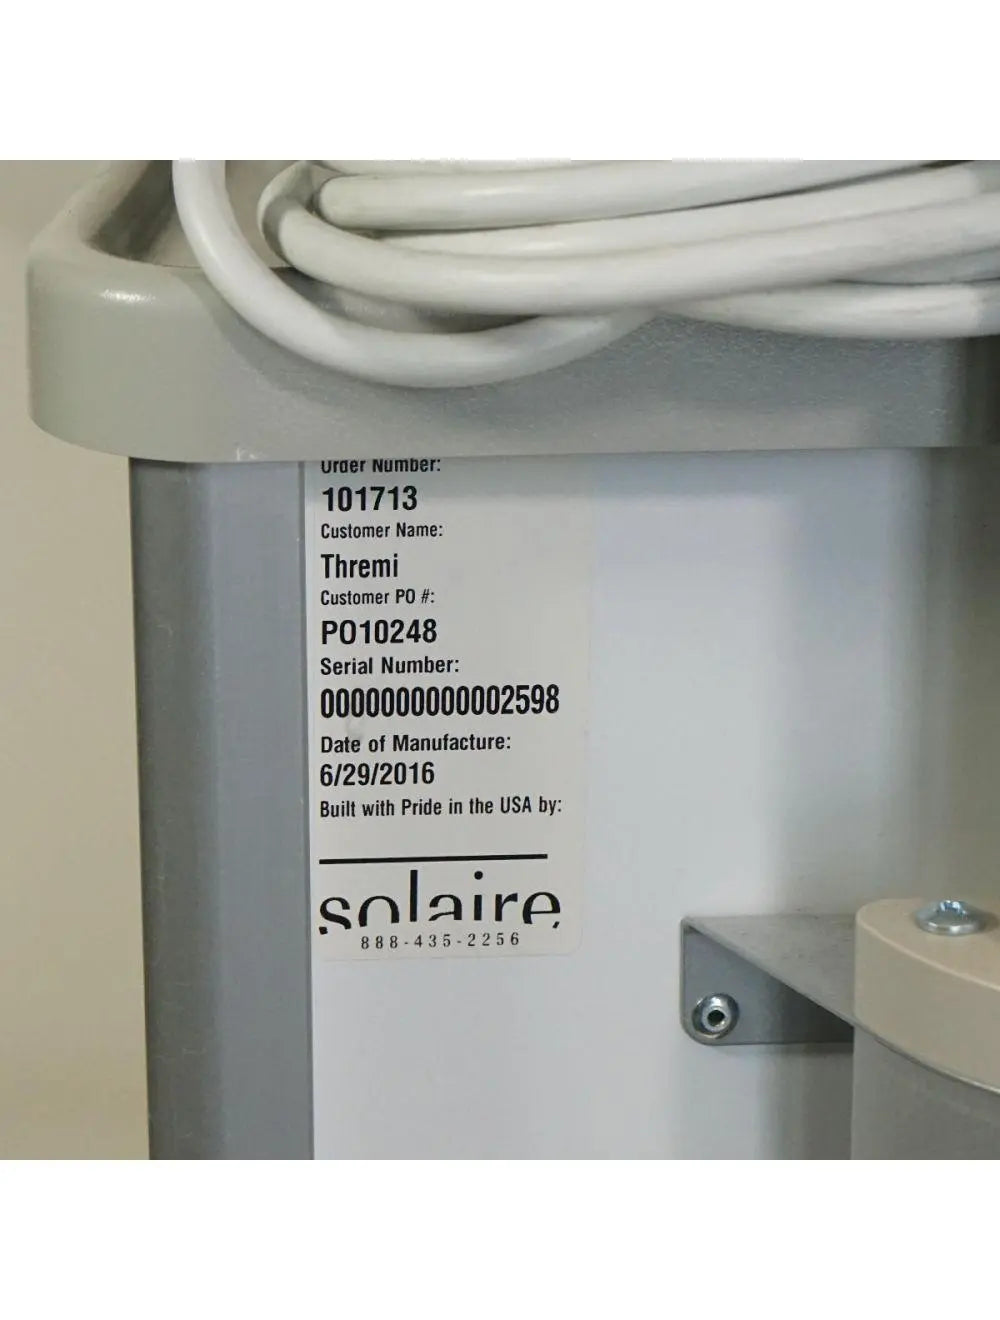 Order Number:
101713
Customer Name:
Thremi
Customer PO #:
PO10248
Serial Number:
0000000000002598
Date of Manufacture:
6/29/2016
Built with Pride in the USA by:
solaire
888-435-2256